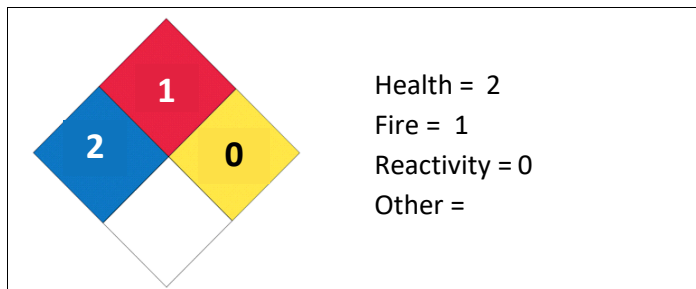 1
2
0
Health = 2
Fire = 1
Reactivity = 0
Other =